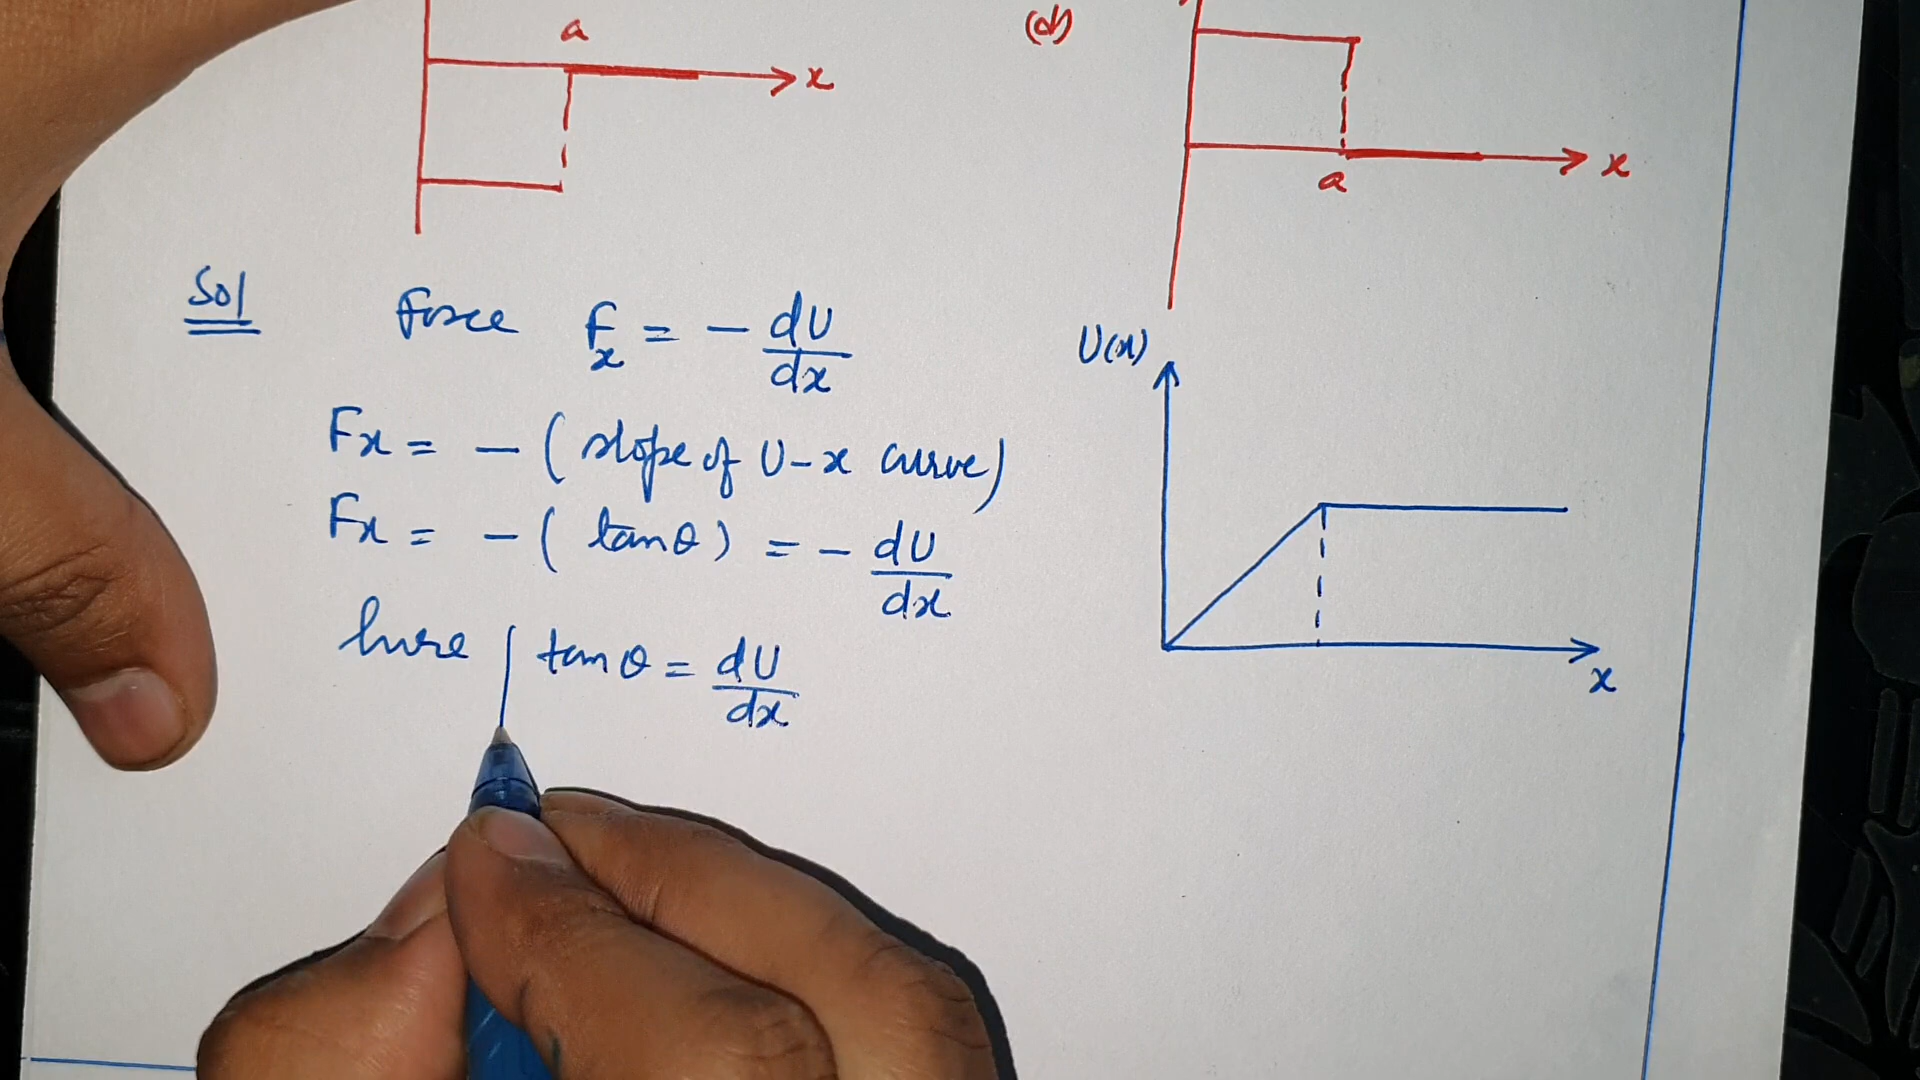 a
x
(d)
a
x
Sol
Force Fx = - dU/dx
Fx = - ( slope of U-x curve)
Fx = - ( tanθ) = - dU/dx
here tanθ = dU/dx
U(x)
x